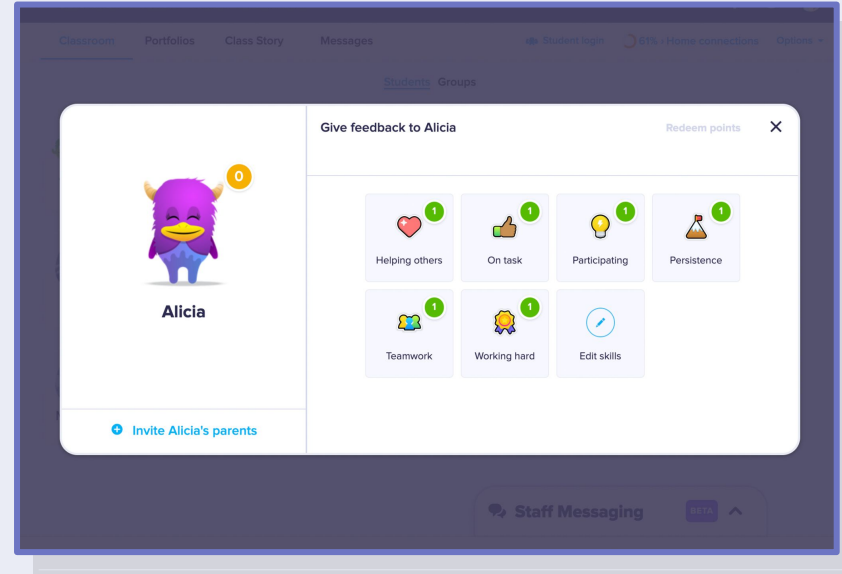 Classroom Portfolios Class Story Messages Student login 61% • Home connections Options
Students Groups
Give feedback to Alicia Redeem points
0
Alicia
Invite Alicia's parents
1 1 1 1
Helping others On task Participating Persistence
1 1
Teamwork Working hard Edit skills
Staff Messaging BETA